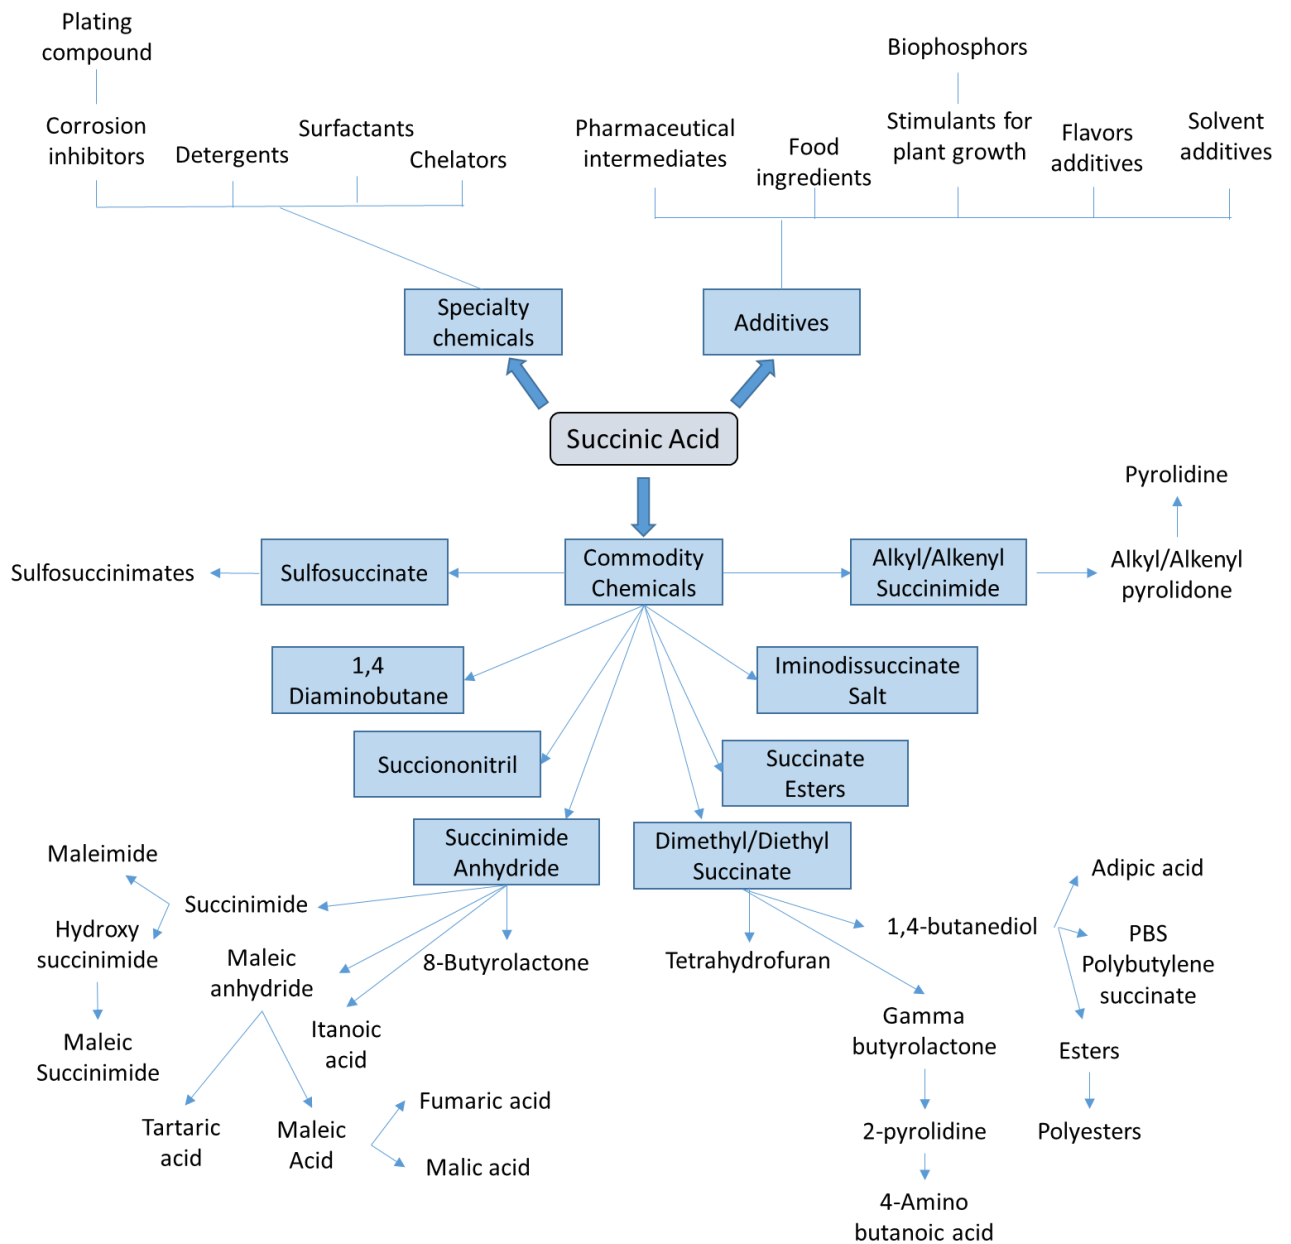 Plating
compound
Biophosphors
Corrosion
inhibitors
Detergents
Surfactants
Chelators
Pharmaceutical
intermediates
Food
ingredients
Stimulants for
plant growth
Flavors
additives
Solvent
additives
Specialty
chemicals
Additives
Succinic Acid
Pyrolidine
Sulfosuccinimates
Sulfosuccinate
Commodity
Chemicals
Alkyl/Alkenyl
Succinimide
Alkyl/Alkenyl
pyrolidone
1,4
Diaminobutane
Iminodissuccinate
Salt
Succiononitril
Succinate
Esters
Succinimide
Anhydride
Dimethyl/Diethyl
Succinate
Maleimide
Succinimide
Hydroxy
succinimide
Maleic
anhydride
8-Butyrolactone
Itanoic
acid
Maleic
Succinimide
Tartaric
acid
Maleic
Acid
Fumaric acid
Malic acid
Tetrahydrofuran
1,4-butanediol
Adipic acid
PBS
Polybutylene
succinate
Gamma
butyrolactone
Esters
2-pyrolidine
Polyesters
4-Amino
butanoic acid